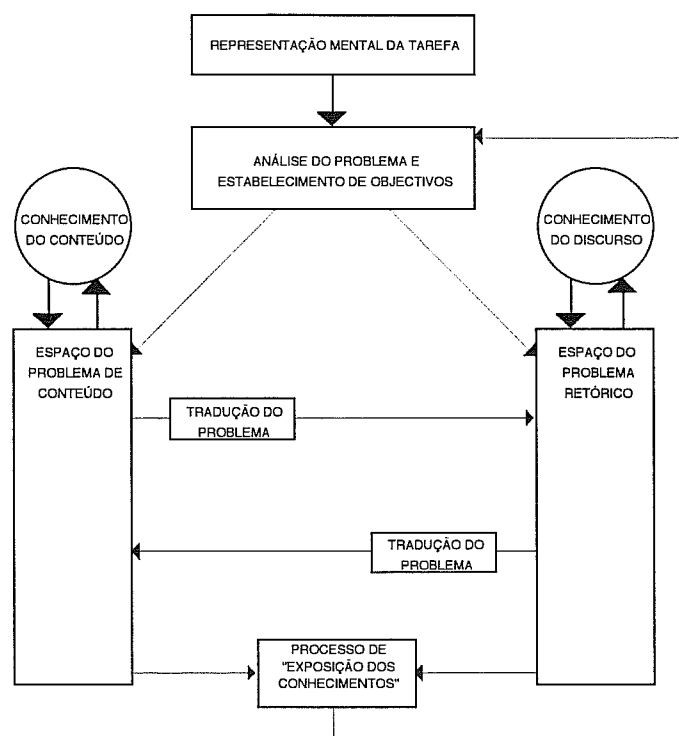 REPRESENTAÇÃO MENTAL DA TAREFA
ANÁLISE DO PROBLEMA E
ESTABELECIMENTO DE OBJECTIVOS
CONHECIMENTO
DO CONTEÚDO
CONHECIMENTO
DO DISCURSO
ESPAÇO DO
PROBLEMA DE
CONTEÚDO
ESPAÇO DO
PROBLEMA
RETÓRICO
TRADUÇÃO DO
PROBLEMA
TRADUÇÃO DO
PROBLEMA
PROCESSO DE
"EXPOSIÇÃO DOS
CONHECIMENTOS"